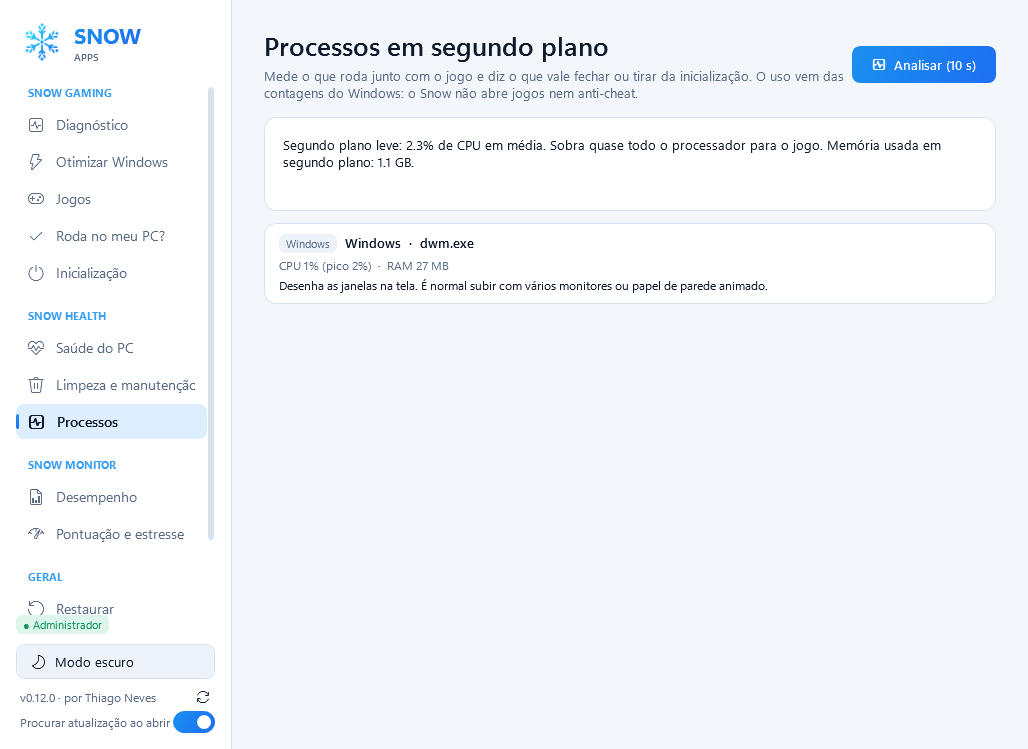 SNOW
APPS
SNOW GAMING
Diagnóstico
Otimizar Windows
Jogos
Roda no meu PC?
Inicialização
SNOW HEALTH
Saúde do PC
Limpeza e manutençãc
Processos
SNOW MONITOR
Desempenho
Pontuação e estresse
GERAL
Restaurar
Administrador
Modo escuro
v0.12.0 · por Thiago Neves
Procurar atualização ao abrir
Processos em segundo plano
Mede o que roda junto com o jogo e diz o que vale fechar ou tirar da inicialização. O uso vem das
contagens do Windows: o Snow não abre jogos nem anti-cheat.
Analisar (10 s)
Segundo plano leve: 2.3% de CPU em média. Sobra quase todo o processador para o jogo. Memória usada em
segundo plano: 1.1 GB.
Windows Windows · dwm.exe
CPU 1% (pico 2%) · RAM 27 MB
Desenha as janelas na tela. É normal subir com vários monitores ou papel de parede animado.